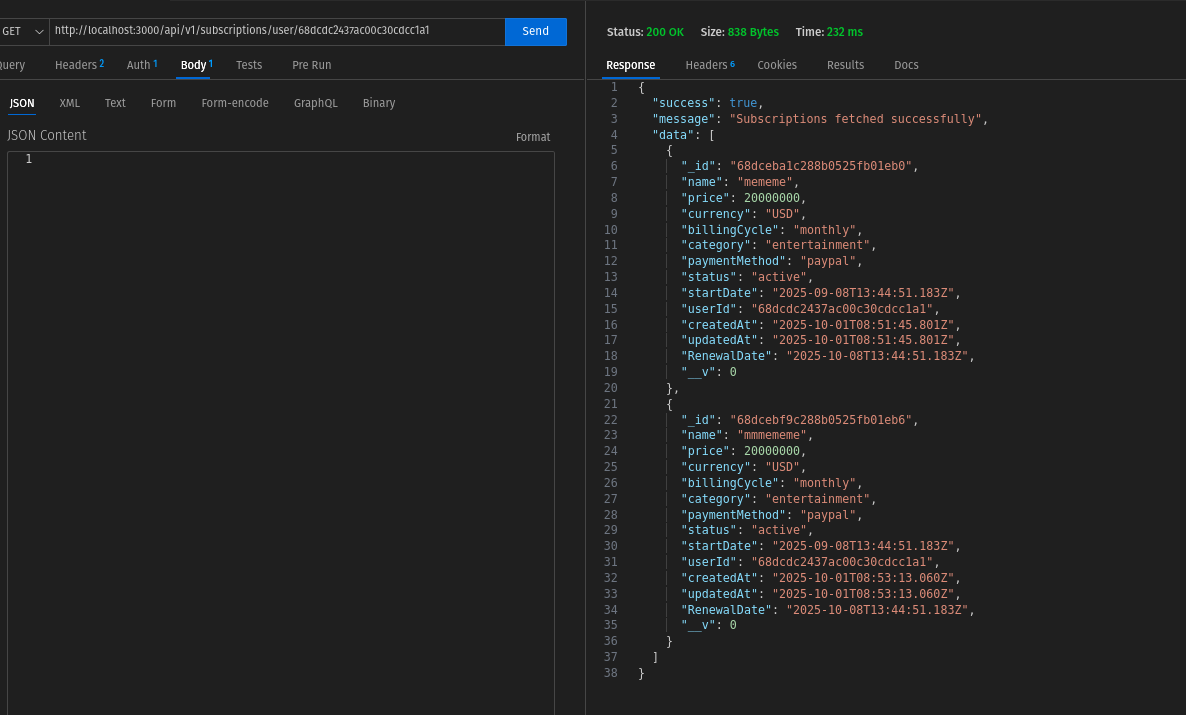 GET http://localhost:3000/api/v1/subscriptions/user/68dcdc2437ac00c30cdcc1a1 Send
Headers 2 Auth 1 Body 1 Tests Pre Run
JSON XML Text Form Form-encode GraphQL Binary
JSON Content Format
1
Status: 200 OK Size: 838 Bytes Time: 232 ms
Response Headers 6 Cookies Results Docs
1 {
2 "success": true,
3 "message": "Subscriptions fetched successfully",
4 "data": [
5 {
6 "_id": "68dceba1c288b0525fb01eb0",
7 "name": "mememe",
8 "price": 20000000,
9 "currency": "USD",
10 "billingCycle": "monthly",
11 "category": "entertainment",
12 "paymentMethod": "paypal",
13 "status": "active",
14 "startDate": "2025-09-08T13:44:51.183Z",
15 "userId": "68dcdc2437ac00c30cdcc1a1",
16 "createdAt": "2025-10-01T08:51:45.801Z",
17 "updatedAt": "2025-10-01T08:51:45.801Z",
18 "RenewalDate": "2025-10-08T13:44:51.183Z",
19 "__v": 0
20 },
21 {
22 "_id": "68dcebf9c288b0525fb01eb6",
23 "name": "mmmememe",
24 "price": 20000000,
25 "currency": "USD",
26 "billingCycle": "monthly",
27 "category": "entertainment",
28 "paymentMethod": "paypal",
29 "status": "active",
30 "startDate": "2025-09-08T13:44:51.183Z",
31 "userId": "68dcdc2437ac00c30cdcc1a1",
32 "createdAt": "2025-10-01T08:53:13.060Z",
33 "updatedAt": "2025-10-01T08:53:13.060Z",
34 "RenewalDate": "2025-10-08T13:44:51.183Z",
35 "__v": 0
36 }
37 ]
38 }